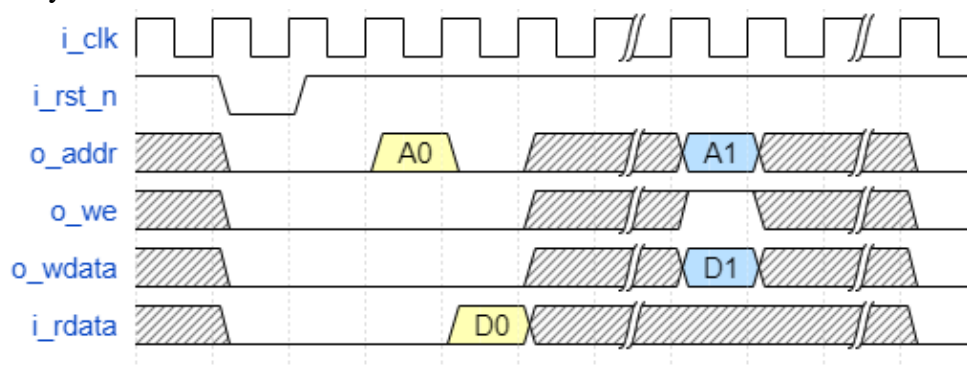 i_clk
i_rst_n
o_addr A0 A1
o_we
o_wdata D1
i_rdata D0